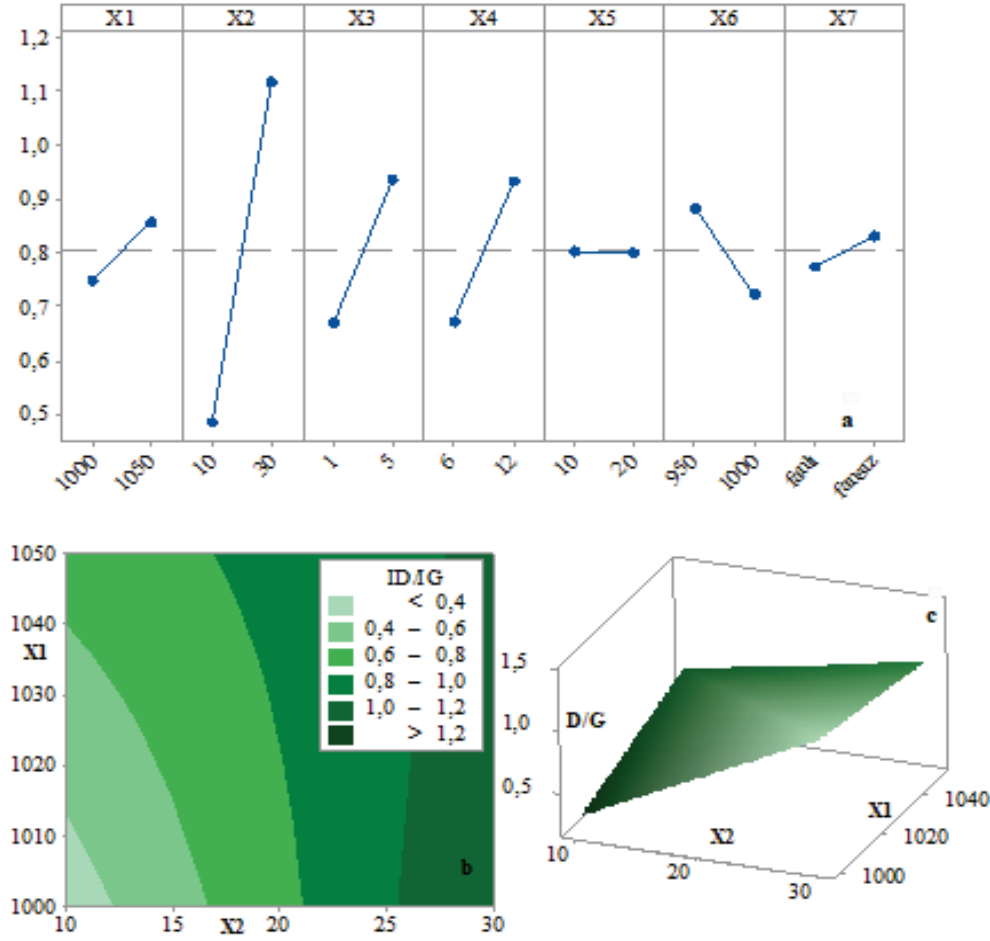 X1 X2 X3 X4 X5 X6 X7
1,2
1,1
1,0
0,9
0,8
0,7
0,6
0,5
a
1000 1050 10 30 1 5 6 12 10 20 950 1000 fanlı fansız
1050
1040
X1
1030
1020
1010
1000
10 15 X2 20 25 30
ID/IG
< 0,4
0,4 – 0,6
0,6 – 0,8
0,8 – 1,0
1,0 – 1,2
> 1,2
b
c
1,5
D/G
1,0
0,5
10
20
30
X2
X1
1000
1020
1040